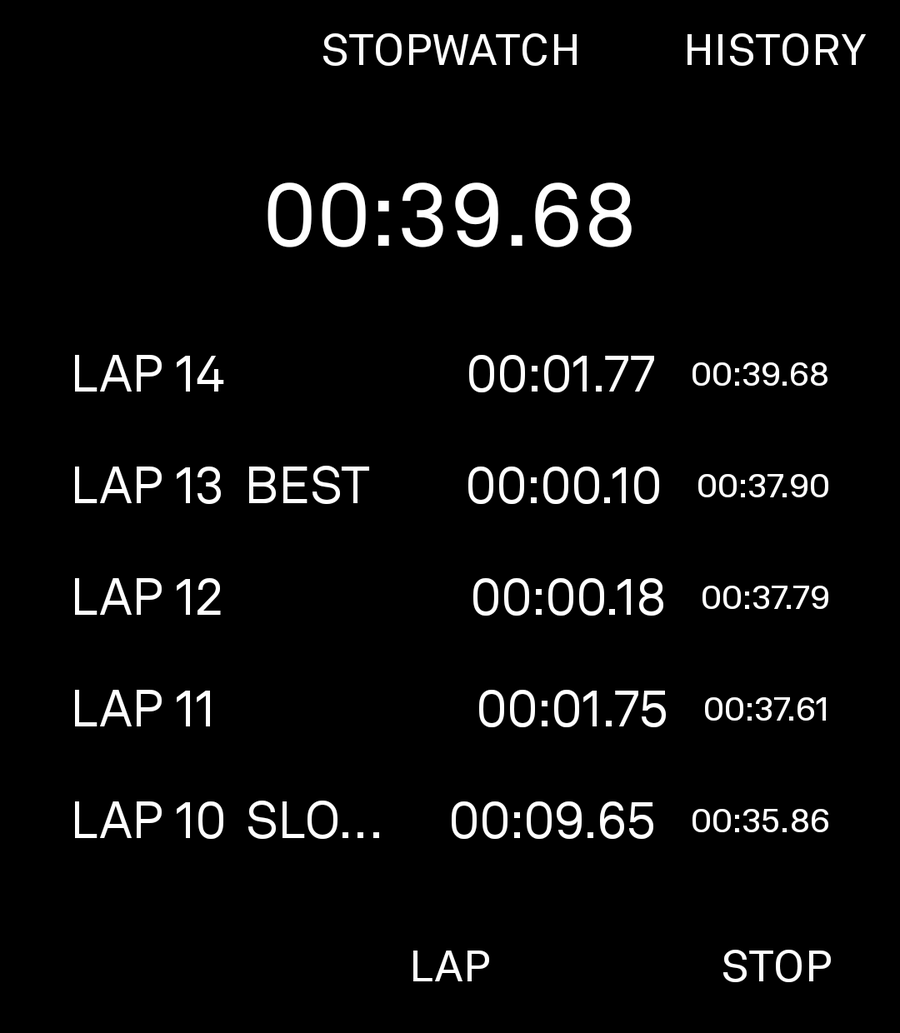 STOPWATCH HISTORY
00:39.68
LAP 14 00:01.77 00:39.68
LAP 13 BEST 00:00.10 00:37.90
LAP 12 00:00.18 00:37.79
LAP 11 00:01.75 00:37.61
LAP 10 SLO... 00:09.65 00:35.86
LAP STOP